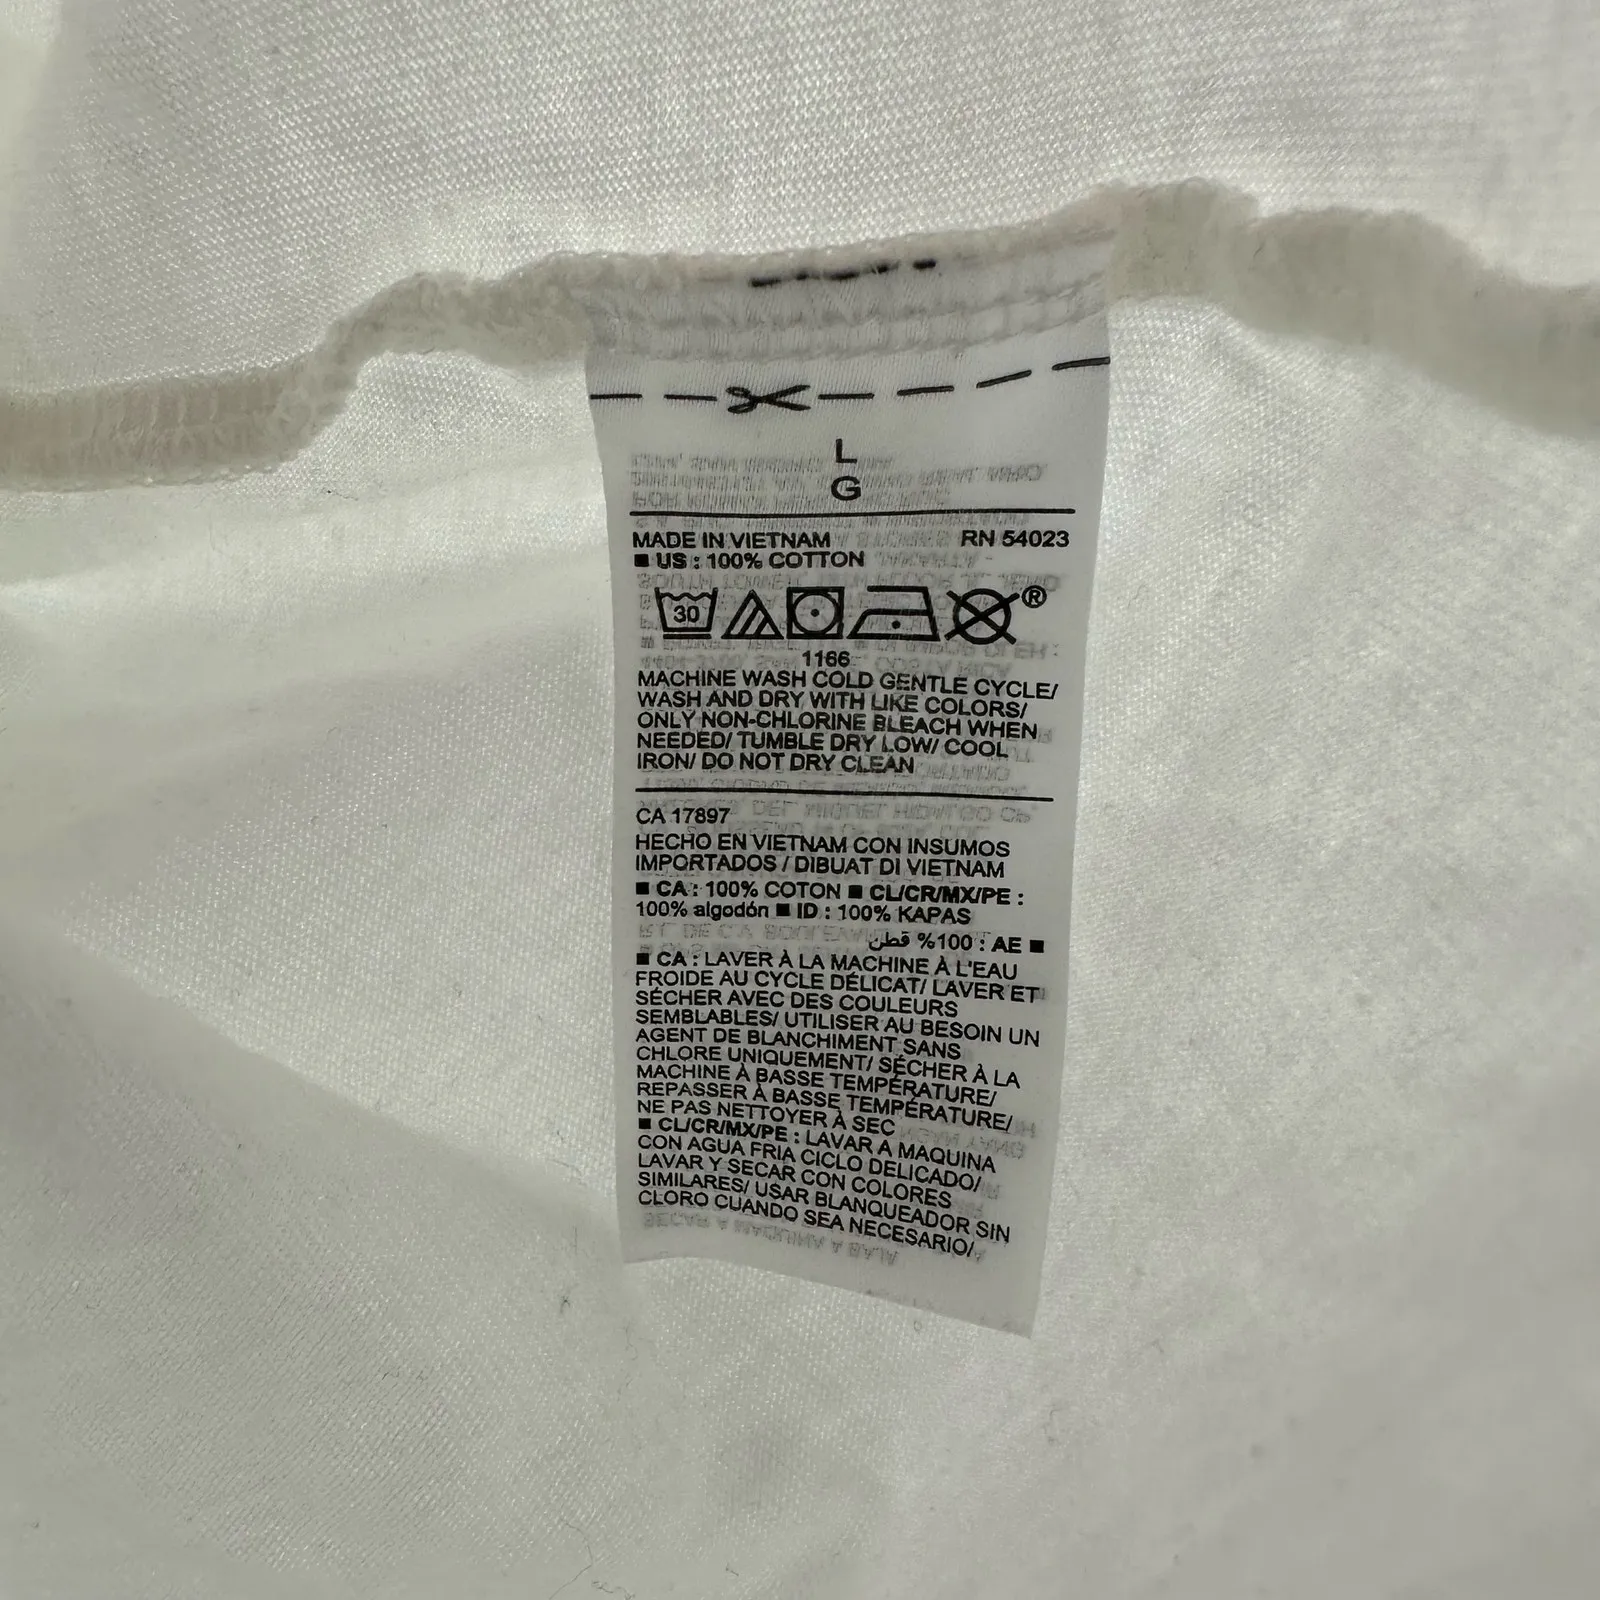 L
G
MADE IN VIETNAM RN 54023
■ US : 100% COTTON
30 ®
1166
MACHINE WASH COLD GENTLE CYCLE/
WASH AND DRY WITH LIKE COLORS/
ONLY NON-CHLORINE BLEACH WHEN
NEEDED/ TUMBLE DRY LOW/ COOL
IRON/ DO NOT DRY CLEAN
CA 17897
HECHO EN VIETNAM CON INSUMOS
IMPORTADOS / DIBUAT DI VIETNAM
■ CA : 100% COTON ■ CL/CR/MX/PE :
100% algodón ■ ID : 100% KAPAS
■ AE : 100% قطن
■ CA : LAVER À LA MACHINE À L'EAU
FROIDE AU CYCLE DÉLICAT/ LAVER ET
SÉCHER AVEC DES COULEURS
SEMBLABLES/ UTILISER AU BESOIN UN
AGENT DE BLANCHIMENT SANS
CHLORE UNIQUEMENT/ SÉCHER À LA
MACHINE À BASSE TEMPÉRATURE/
REPASSER À BASSE TEMPÉRATURE/
NE PAS NETTOYER À SEC
■ CL/CR/MX/PE : LAVAR A MAQUINA
CON AGUA FRIA CICLO DELICADO/
LAVAR Y SECAR CON COLORES
SIMILARES/ USAR BLANQUEADOR SIN
CLORO CUANDO SEA NECESARIO/